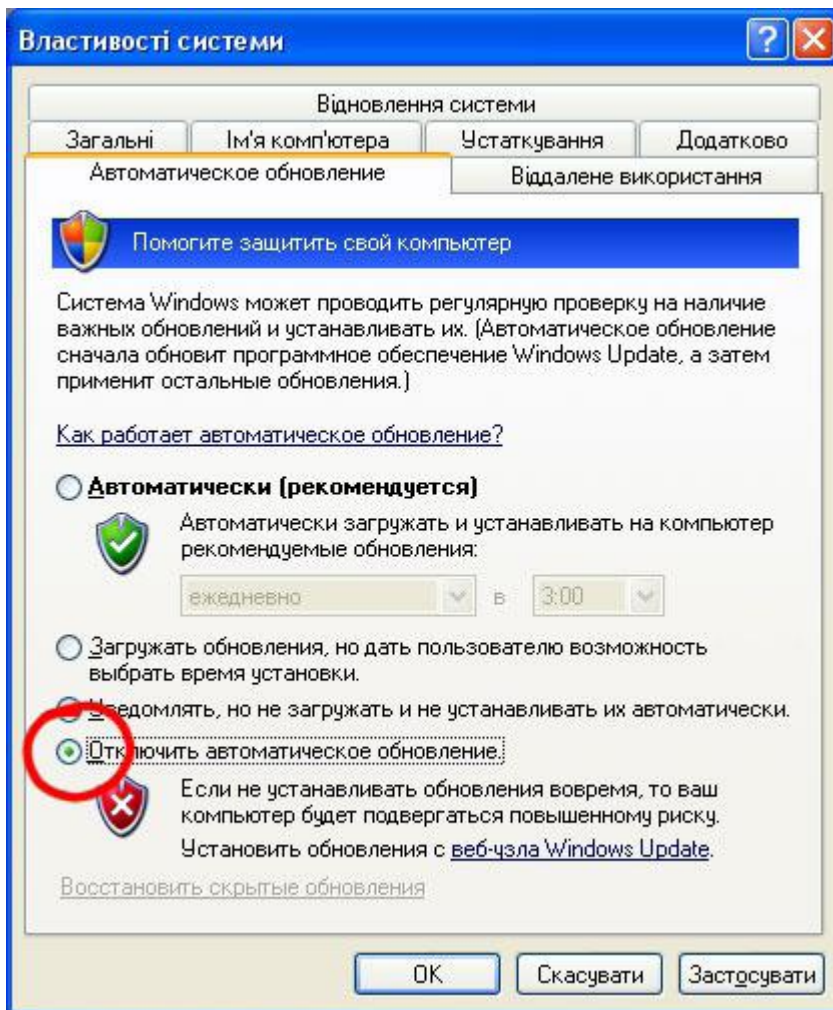 Властивості системи
Відновлення системи
Загальні Ім'я комп'ютера Устаткування Додатково
Автоматическое обновление Віддалене використання
Помогите защитить свой компьютер
Система Windows может проводить регулярную проверку на наличие
важных обновлений и устанавливать их. (Автоматическое обновление
сначала обновит программное обеспечение Windows Update, а затем
применит остальные обновления.)
Как работает автоматическое обновление?
Автоматически (рекомендуется)
Автоматически загружать и устанавливать на компьютер
рекомендуемые обновления:
ежедневно в 3:00
Загружать обновления, но дать пользователю возможность
выбрать время установки.
Уведомлять, но не загружать и не устанавливать их автоматически.
Отключить автоматическое обновление.
Если не устанавливать обновления вовремя, то ваш
компьютер будет подвергаться повышенному риску.
Установить обновления с веб-узла Windows Update.
Восстановить скрытые обновления
OK Скасувати Застосувати